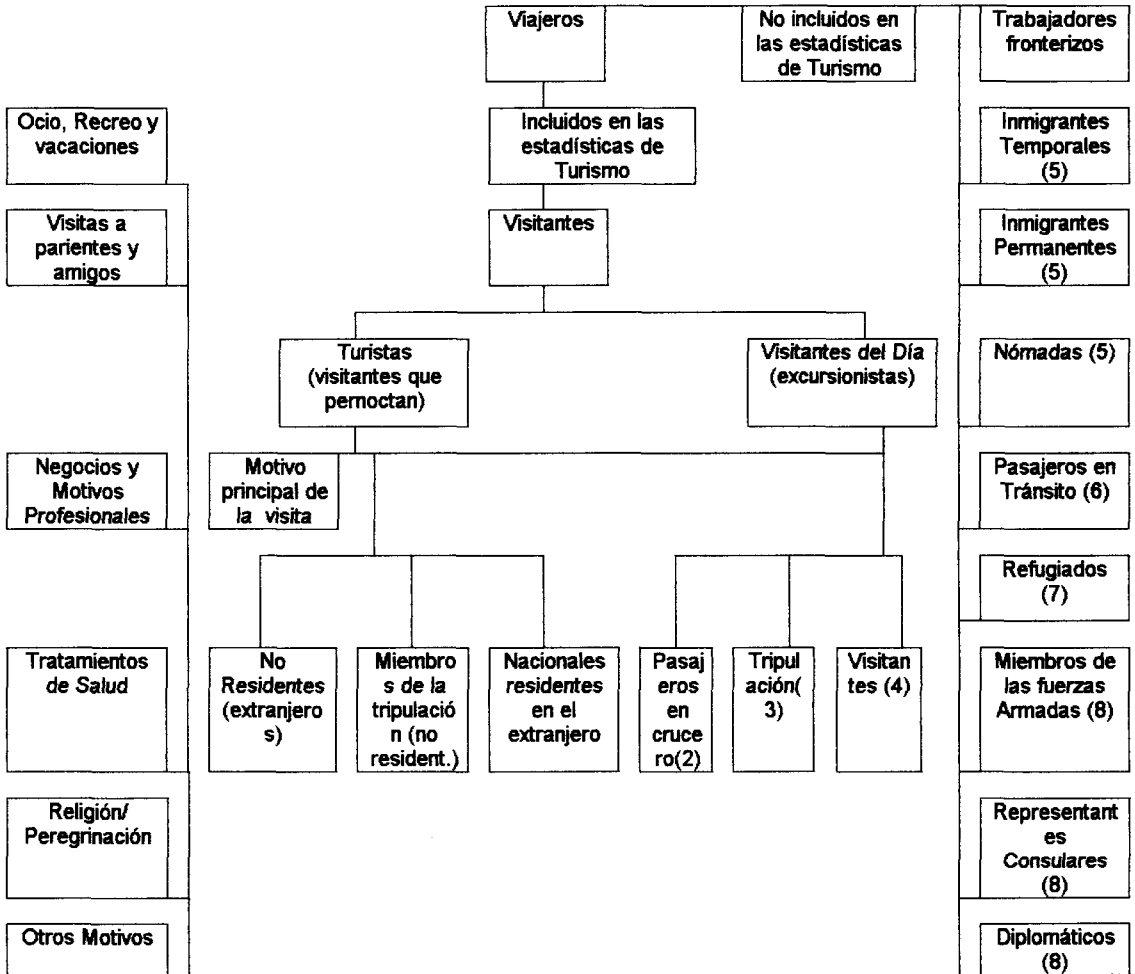 Viajeros
No incluidos en
las estadísticas
de Turismo
Trabajadores
fronterizos
Ocio, Recreo y
vacaciones
Incluidos en las
estadísticas de
Turismo
Inmigrantes
Temporales
(5)
Visitas a
parientes y
amigos
Visitantes
Inmigrantes
Permanentes
(5)
Turistas
(visitantes que
pernoctan)
Visitantes del Día
(excursionistas)
Nómadas (5)
Negocios y
Motivos
Profesionales
Motivo
principal de
la visita
Pasajeros en
Tránsito (6)
Refugiados
(7)
Tratamientos
de Salud
No
Residentes
(extranjero
s)
Miembro
s de la
tripulació
n (no
resident.)
Nacionales
residentes
en el
extranjero
Pasaj
eros
en
cruce
ro(2)
Tripul
ación(
3)
Visitan
tes (4)
Miembros de
las fuerzas
Armadas (8)
Religión/
Peregrinación
Representant
es
Consulares
(8)
Otros Motivos
Diplomáticos
(8)